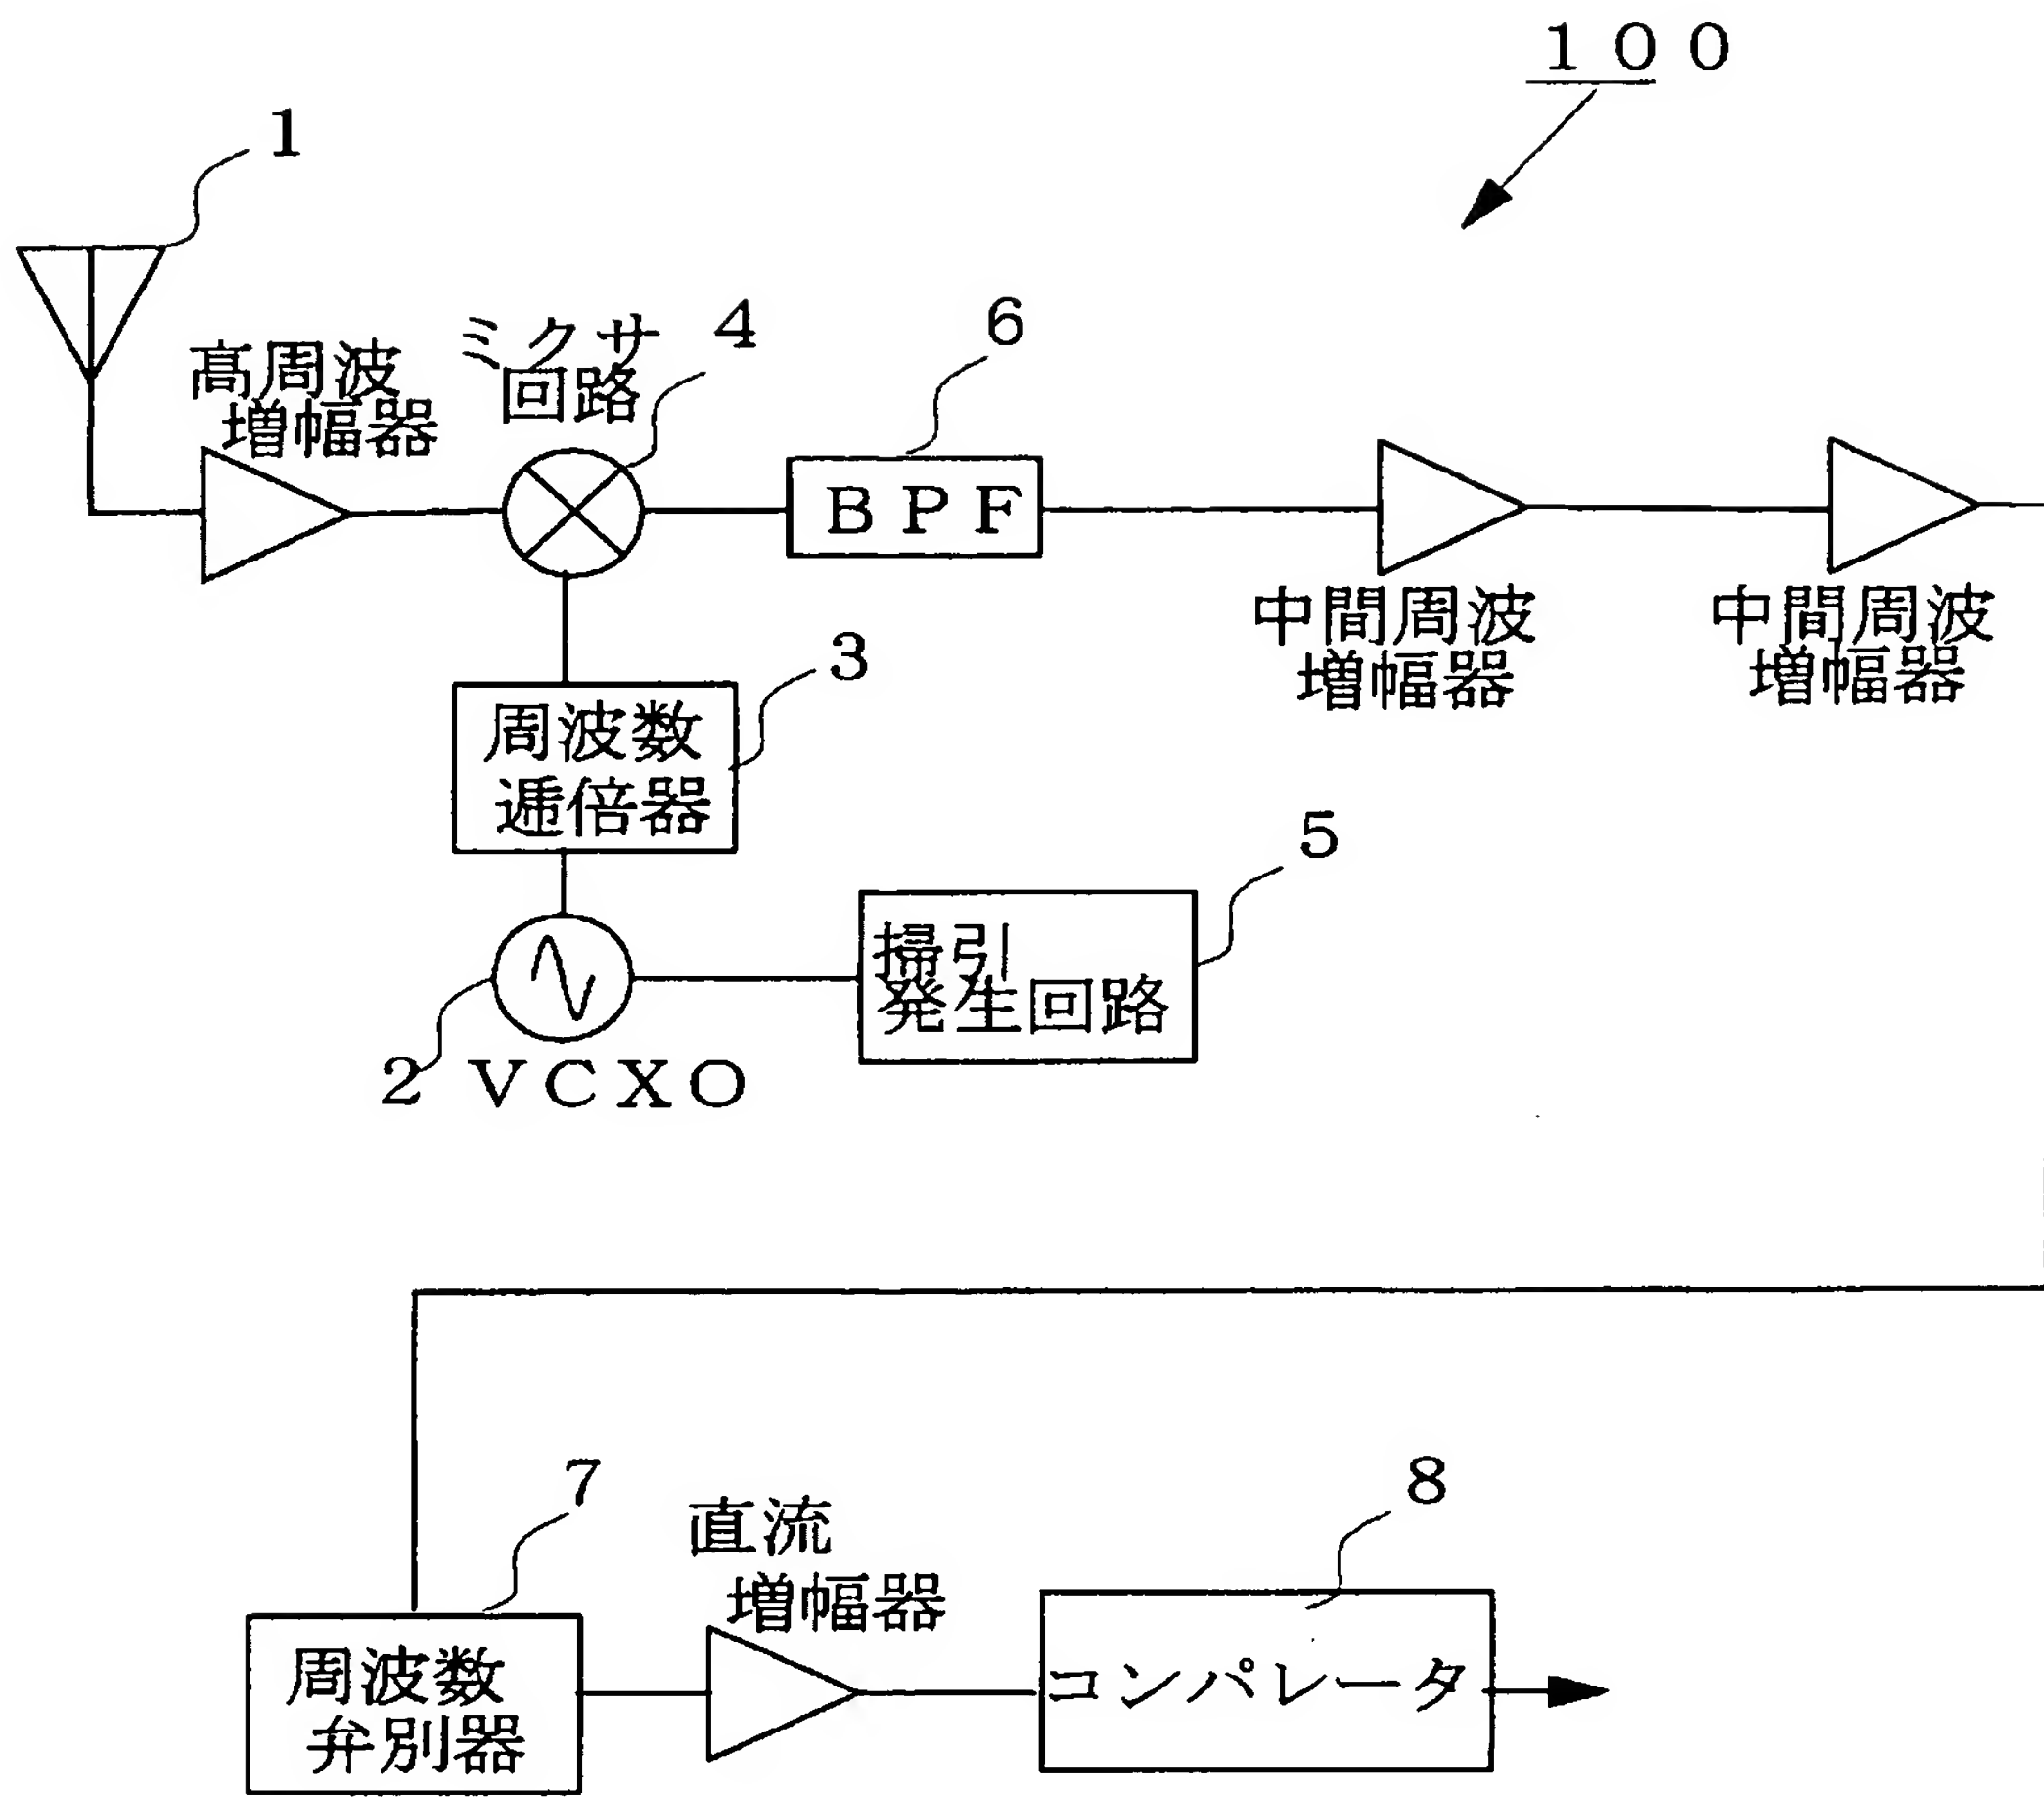 １００
1
高周波
増幅器
ミクサ
回路
4
6
ＢＰＦ
中間周波
増幅器
中間周波
増幅器
3
周波数
逓倍器
5
掃引
発生回路
2
ＶＣＸＯ
7
周波数
弁別器
直流
増幅器
8
コンパレータ